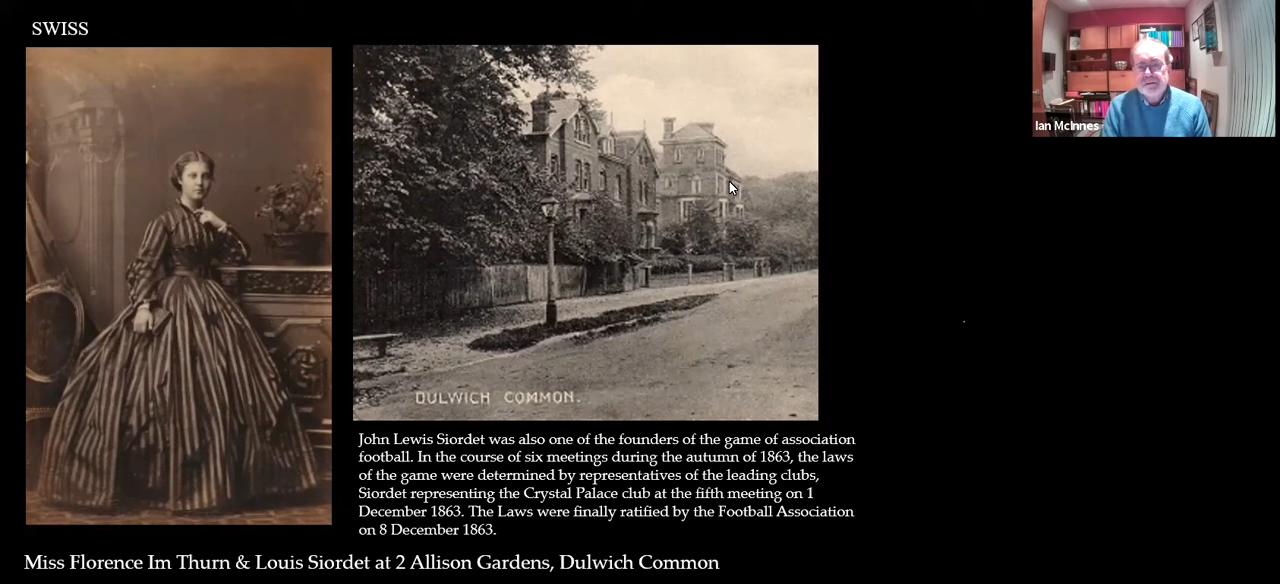 SWISS
Ian McInnes
DULWICH COMMON.
John Lewis Siordet was also one of the founders of the game of association
football. In the course of six meetings during the autumn of 1863, the laws
of the game were determined by representatives of the leading clubs,
Siordet representing the Crystal Palace club at the fifth meeting on 1
December 1863. The Laws were finally ratified by the Football Association
on 8 December 1863.
Miss Florence Im Thurn & Louis Siordet at 2 Allison Gardens, Dulwich Common